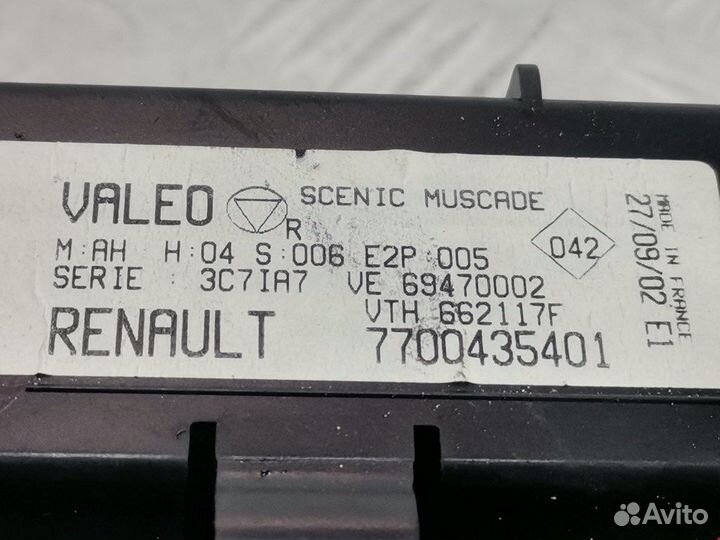 VALEO R SCENIC MUSCADE
M:AH H:04 S:006 E2P:005
042
SERIE : 3C7IA7 VE 69470002
VTH 662117F
RENAULT 7700435401
MADE IN FRANCE
27/09/02 E1
Avito